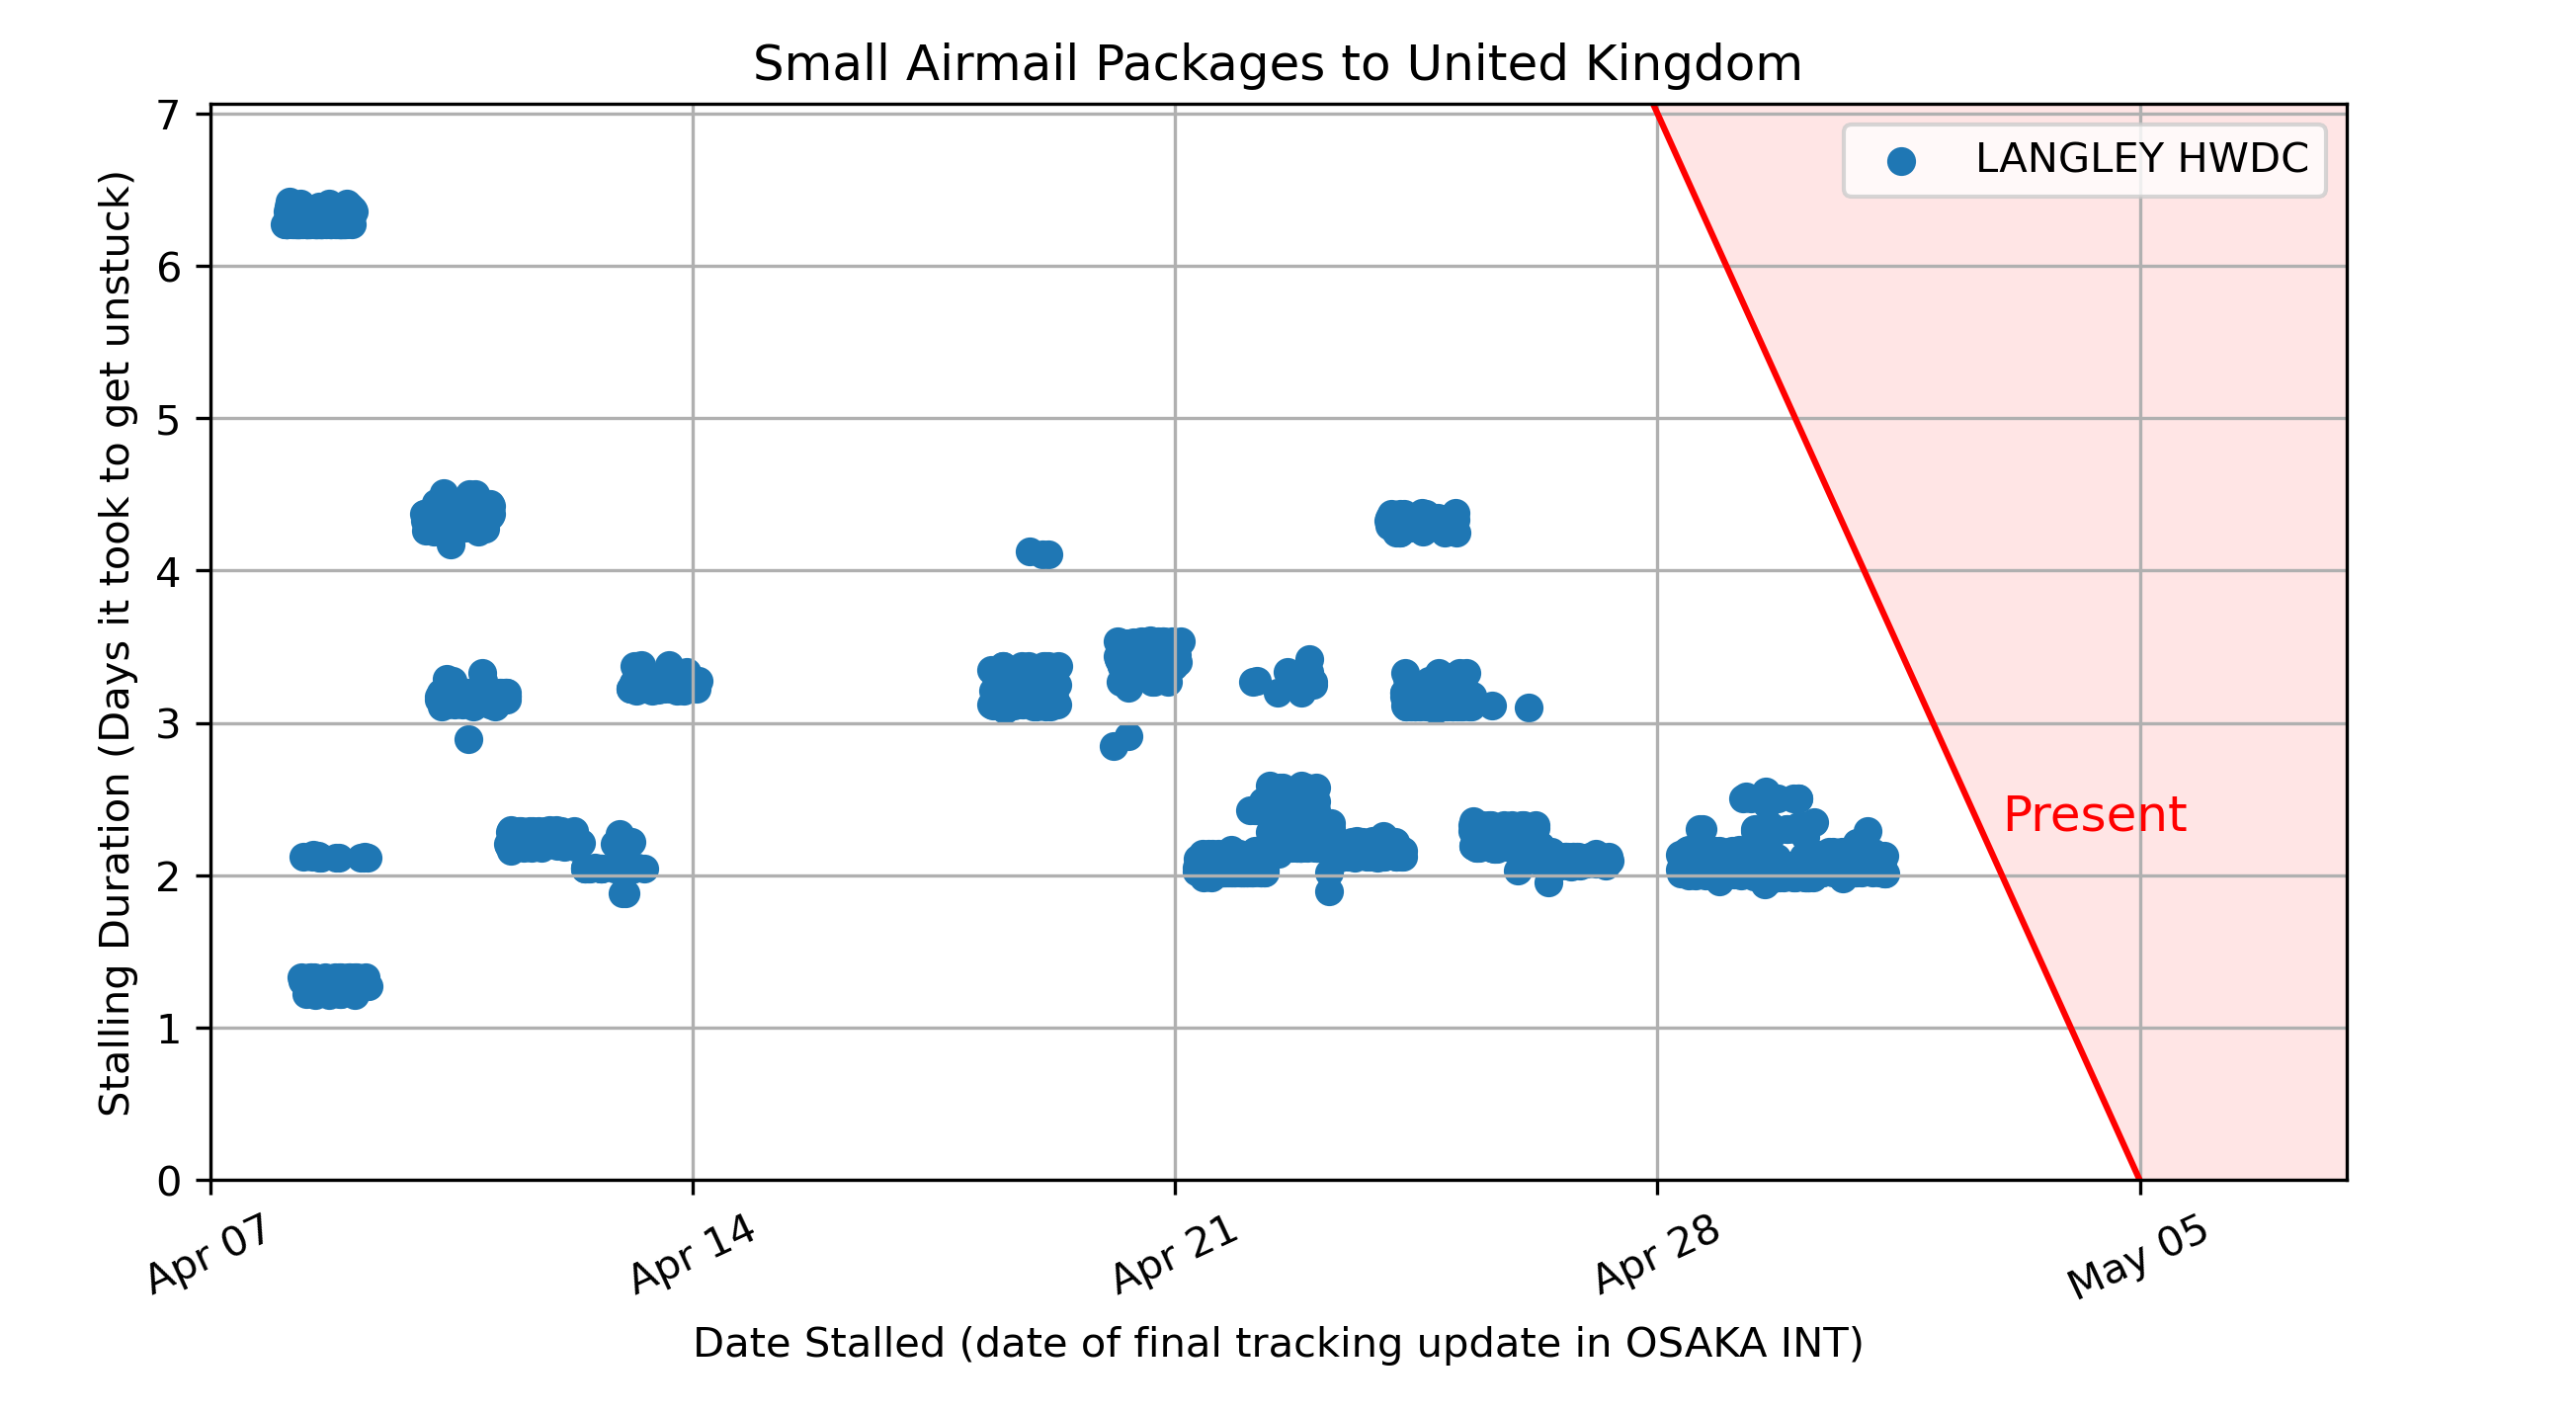 Small Airmail Packages to United Kingdom
Stalling Duration (Days it took to get unstuck)
7
6
5
4
3
2
1
0
LANGLEY HWDC
Present
Apr 07
Apr 14
Apr 21
Apr 28
May 05
Date Stalled (date of final tracking update in OSAKA INT)